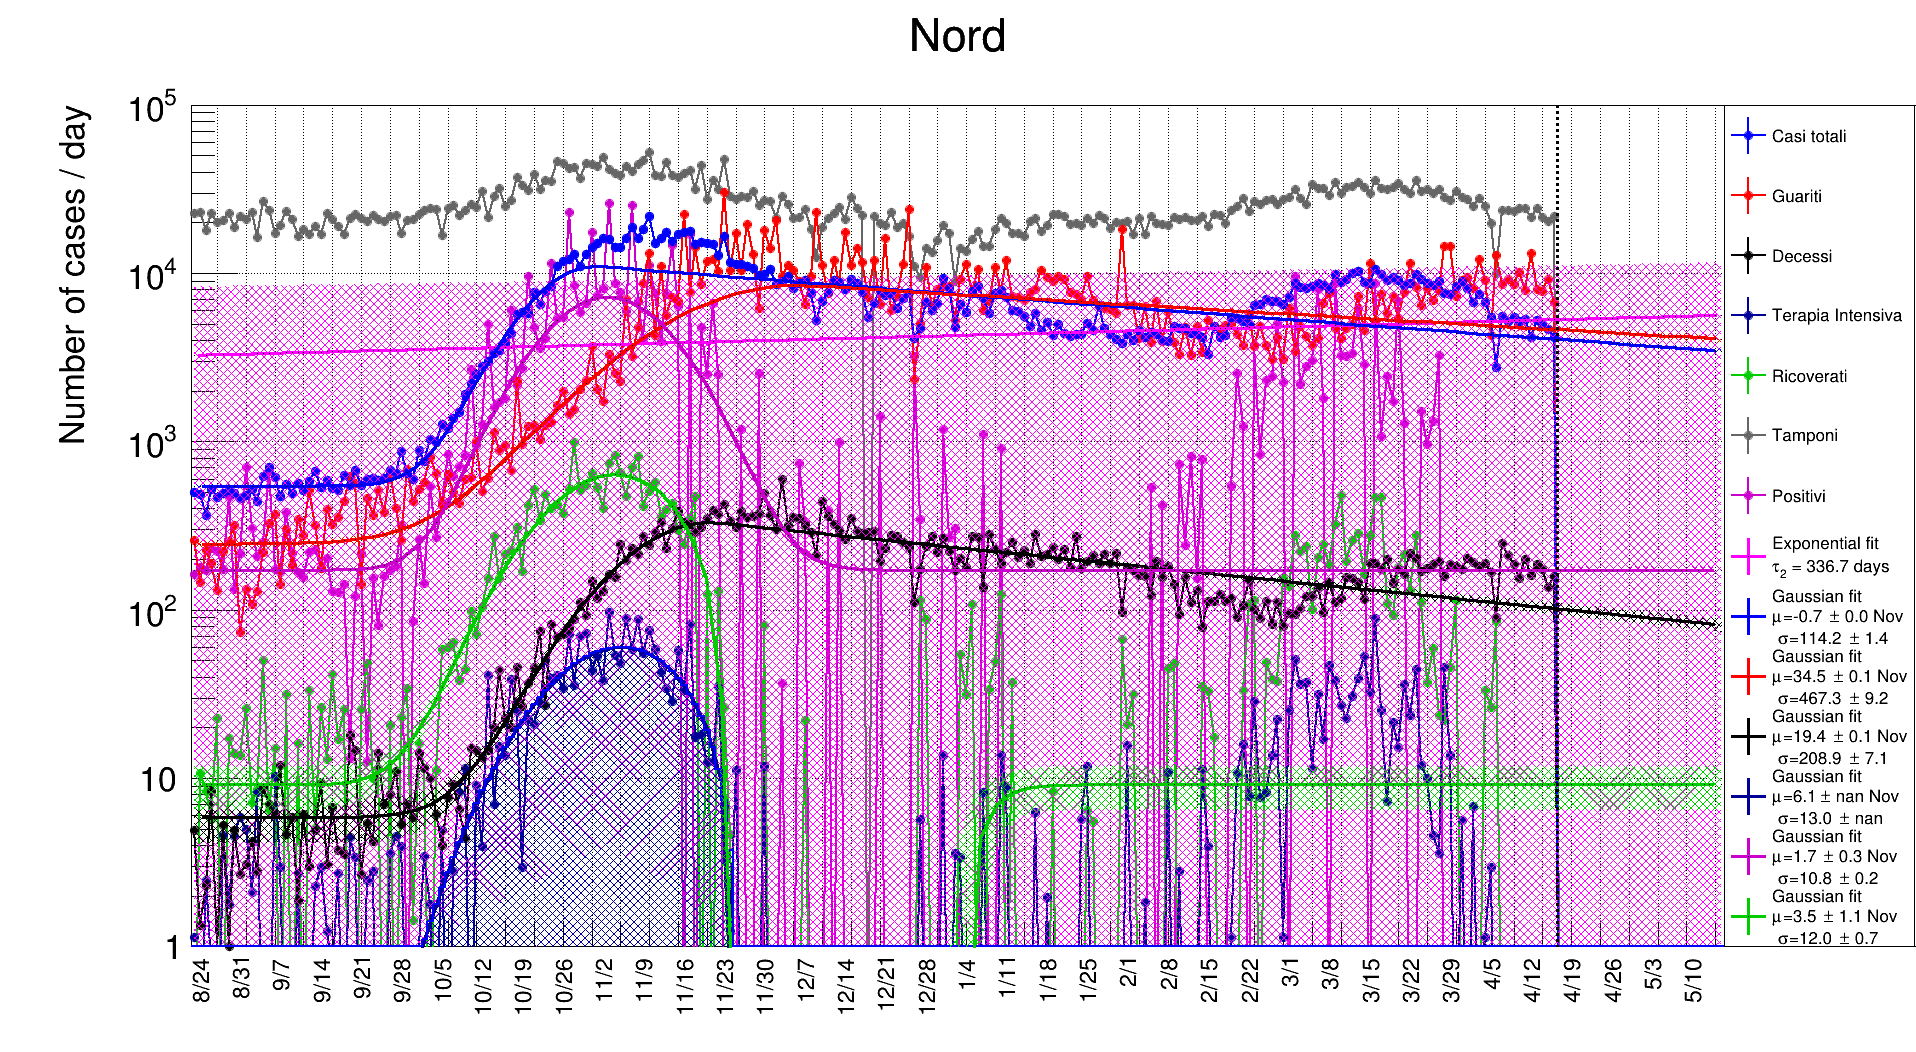 Nord
Number of cases / day
10^5
10^4
10^3
10^2
10
1
8/24 8/31 9/7 9/14 9/21 9/28 10/5 10/12 10/19 10/26 11/2 11/9 11/16 11/23 11/30 12/7 12/14 12/21 12/28 1/4 1/11 1/18 1/25 2/1 2/8 2/15 2/22 3/1 3/8 3/15 3/22 3/29 4/5 4/12 4/19 4/26 5/3 5/10
Casi totali
Guariti
Decessi
Terapia Intensiva
Ricoverati
Tamponi
Positivi
Exponential fit
τ2 = 336.7 days
Gaussian fit
μ=-0.7 ± 0.0 Nov
σ=114.2 ± 1.4
Gaussian fit
μ=34.5 ± 0.1 Nov
σ=467.3 ± 9.2
Gaussian fit
μ=19.4 ± 0.1 Nov
σ=208.9 ± 7.1
Gaussian fit
μ=6.1 ± nan Nov
σ=13.0 ± nan
Gaussian fit
μ=1.7 ± 0.3 Nov
σ=10.8 ± 0.2
Gaussian fit
μ=3.5 ± 1.1 Nov
σ=12.0 ± 0.7